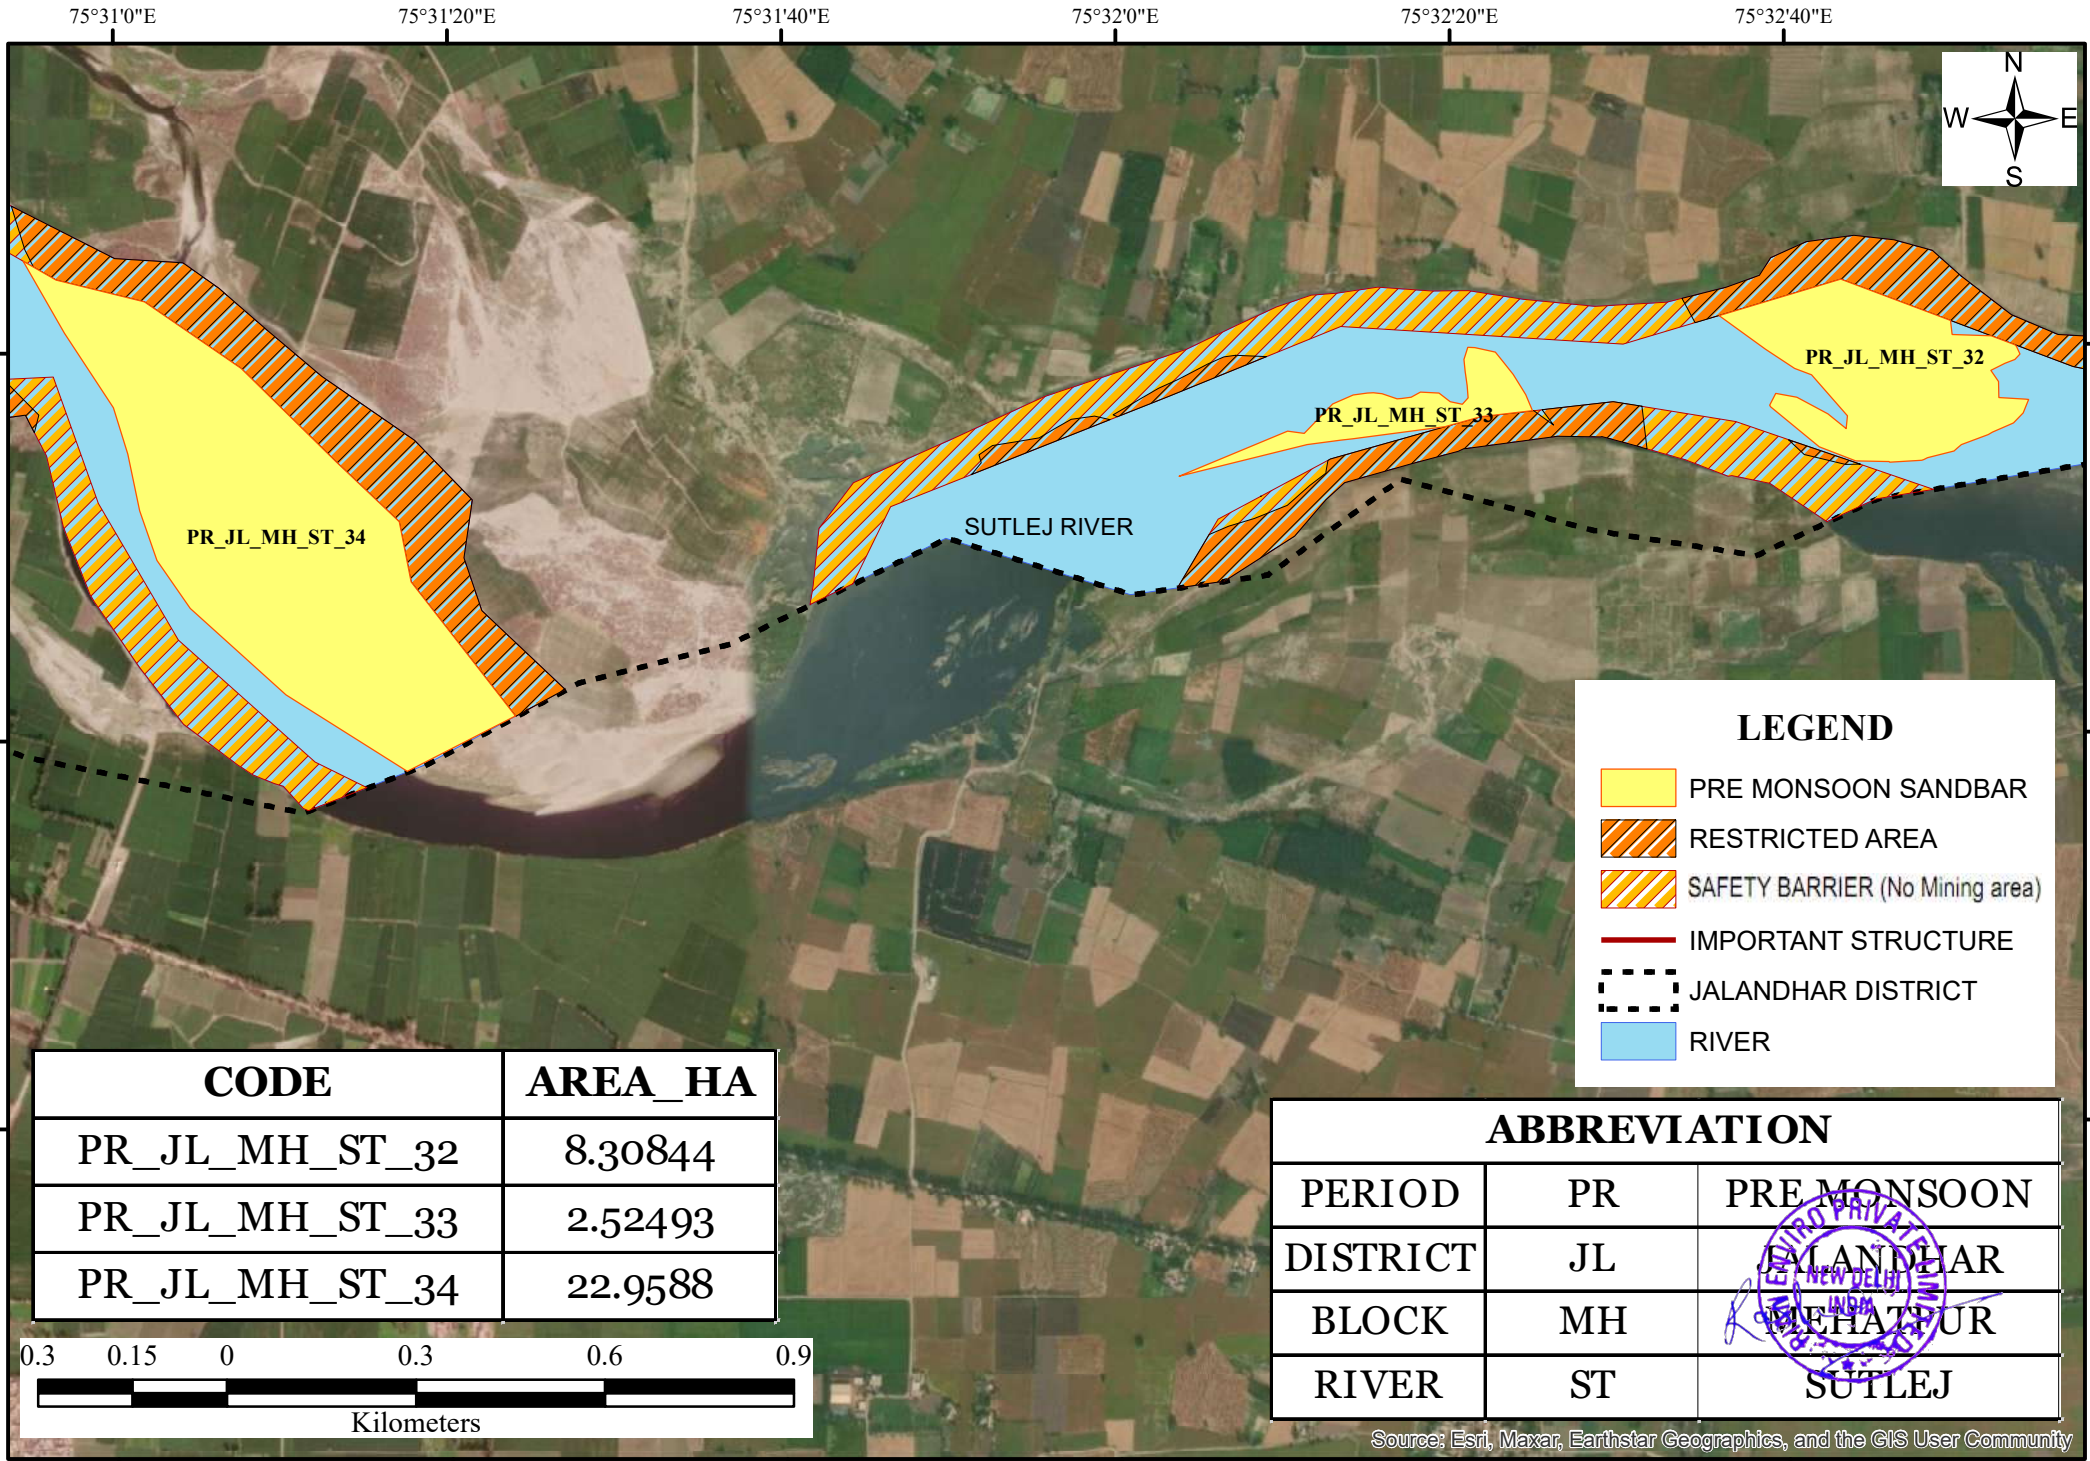 75°31'0"E 75°31'20"E 75°31'40"E 75°32'0"E 75°32'20"E 75°32'40"E
N
W E
S
PR_JL_MH_ST_32
PR_JL_MH_ST_33
SUTLEJ RIVER
PR_JL_MH_ST_34
LEGEND
PRE MONSOON SANDBAR
RESTRICTED AREA
SAFETY BARRIER (No Mining area)
IMPORTANT STRUCTURE
JALANDHAR DISTRICT
RIVER
CODE AREA_HA
PR_JL_MH_ST_32 8.30844
PR_JL_MH_ST_33 2.52493
PR_JL_MH_ST_34 22.9588
0.3 0.15 0 0.3 0.6 0.9
Kilometers
ABBREVIATION
PERIOD PR PRE MONSOON
DISTRICT JL JALANDHAR
BLOCK MH MEHATPUR
RIVER ST SUTLEJ
ENVIRO PRIVATE LIMITED
NEW DELHI
INDIA
Source: Esri, Maxar, Earthstar Geographics, and the GIS User Community